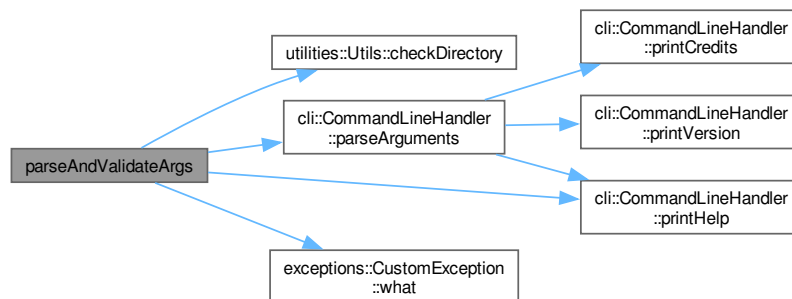 parseAndValidateArgs
utilities::Utils::checkDirectory
cli::CommandLineHandler
::parseArguments
exceptions::CustomException
::what
cli::CommandLineHandler
::printCredits
cli::CommandLineHandler
::printVersion
cli::CommandLineHandler
::printHelp